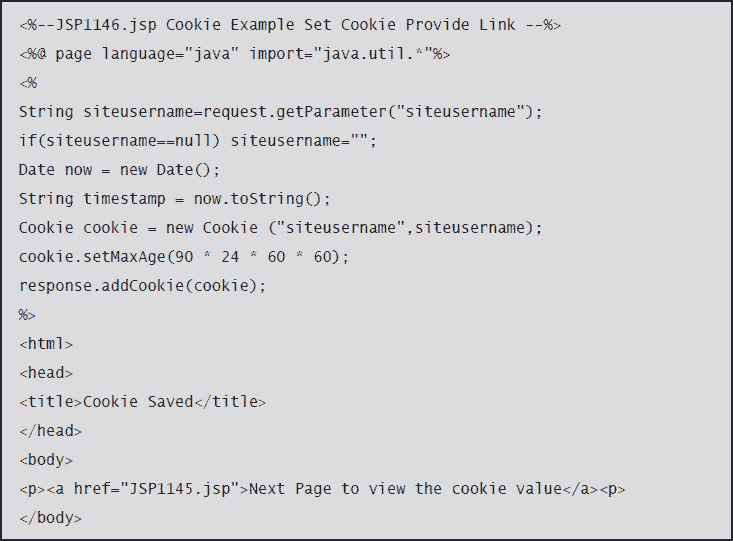 <%--JSP1146.jsp Cookie Example Set Cookie Provide Link --%>
<%@ page language="java" import="java.util.*"%>
<%
String siteusername=request.getParameter("siteusername");
if(siteusername==null) siteusername="";
Date now = new Date();
String timestamp = now.toString();
Cookie cookie = new Cookie ("siteusername",siteusername);
cookie.setMaxAge(90 * 24 * 60 * 60);
response.addCookie(cookie);
%>
<html>
<head>
<title>Cookie Saved</title>
</head>
<body>
<p><a href="JSP1145.jsp">Next Page to view the cookie value</a><p>
</body>